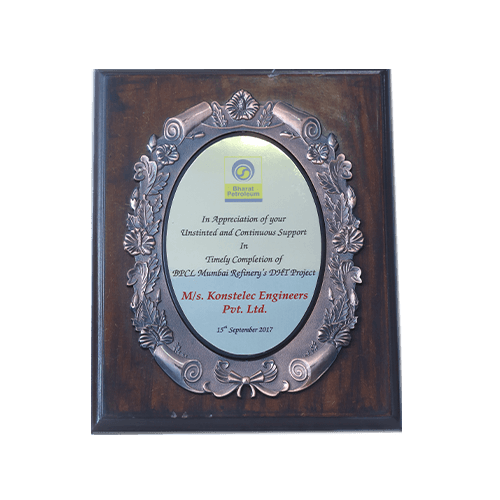 Bharat
Petroleum
In Appreciation of your
Unstinted and Continuous Support
In
Timely Completion of
BPCL Mumbai Refinery's DHT Project
M/s. Konstelec Engineers
Pvt. Ltd.
15th September 2017